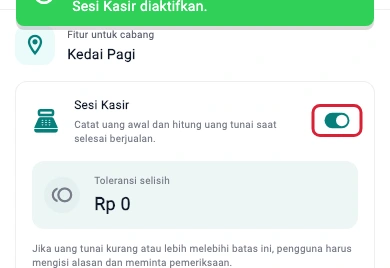 Sesi Kasir diaktifkan.
Fitur untuk cabang
Kedai Pagi
Sesi Kasir
Catat uang awal dan hitung uang tunai saat
selesai berjualan.
Toleransi selisih
Rp 0
Jika uang tunai kurang atau lebih melebihi batas ini, pengguna harus
mengisi alasan dan meminta pemeriksaan.